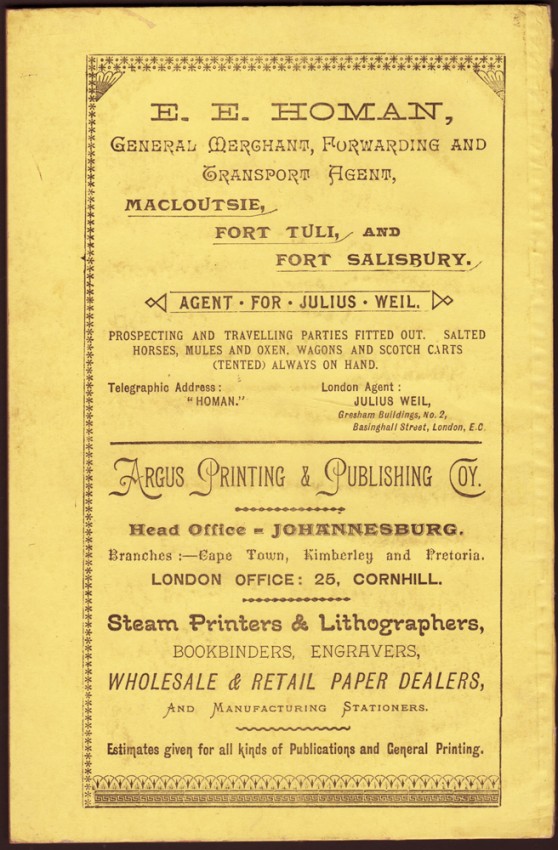 E. E. HOMAN,
GENERAL MERCHANT, FORWARDING AND
TRANSPORT AGENT,
MACLOUTSIE,
FORT TULI, AND
FORT SALISBURY.
AGENT · FOR · JULIUS · WEIL.
PROSPECTING AND TRAVELLING PARTIES FITTED OUT. SALTED
HORSES, MULES AND OXEN, WAGONS AND SCOTCH CARTS
(TENTED) ALWAYS ON HAND.
Telegraphic Address:
"HOMAN."
London Agent:
JULIUS WEIL,
Gresham Buildings, No. 2,
Basinghall Street, London, E.C.
ARGUS PRINTING & PUBLISHING COY.
Head Office = JOHANNESBURG.
Branches:—Cape Town, Kimberley and Pretoria.
LONDON OFFICE: 25, CORNHILL.
Steam Printers & Lithographers,
BOOKBINDERS, ENGRAVERS,
WHOLESALE & RETAIL PAPER DEALERS,
AND MANUFACTURING STATIONERS.
Estimates given for all kinds of Publications and General Printing.